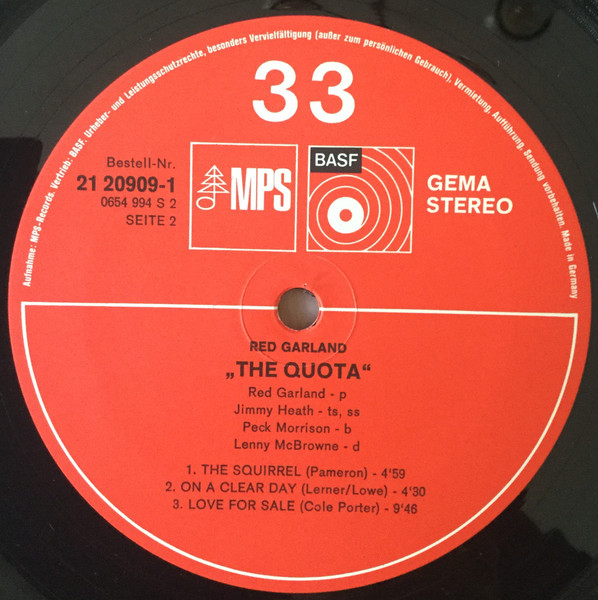 Aufnahme: MPS-Records. Vertrieb: BASF. Urheber- und Leistungsschutzrechte, besonders Vervielfältigung (außer zum persönlichen Gebrauch), Vermietung, Aufführung, Sendung vorbehalten. Made in Germany
33
Bestell-Nr.
21 20909-1
0654 994 S 2
SEITE 2
MPS
BASF
GEMA
STEREO
RED GARLAND
„THE QUOTA“
Red Garland - p
Jimmy Heath - ts, ss
Peck Morrison - b
Lenny McBrowne - d
1. THE SQUIRREL (Pameron) - 4'59
2. ON A CLEAR DAY (Lerner/Lowe) - 4'30
3. LOVE FOR SALE (Cole Porter) - 9'46